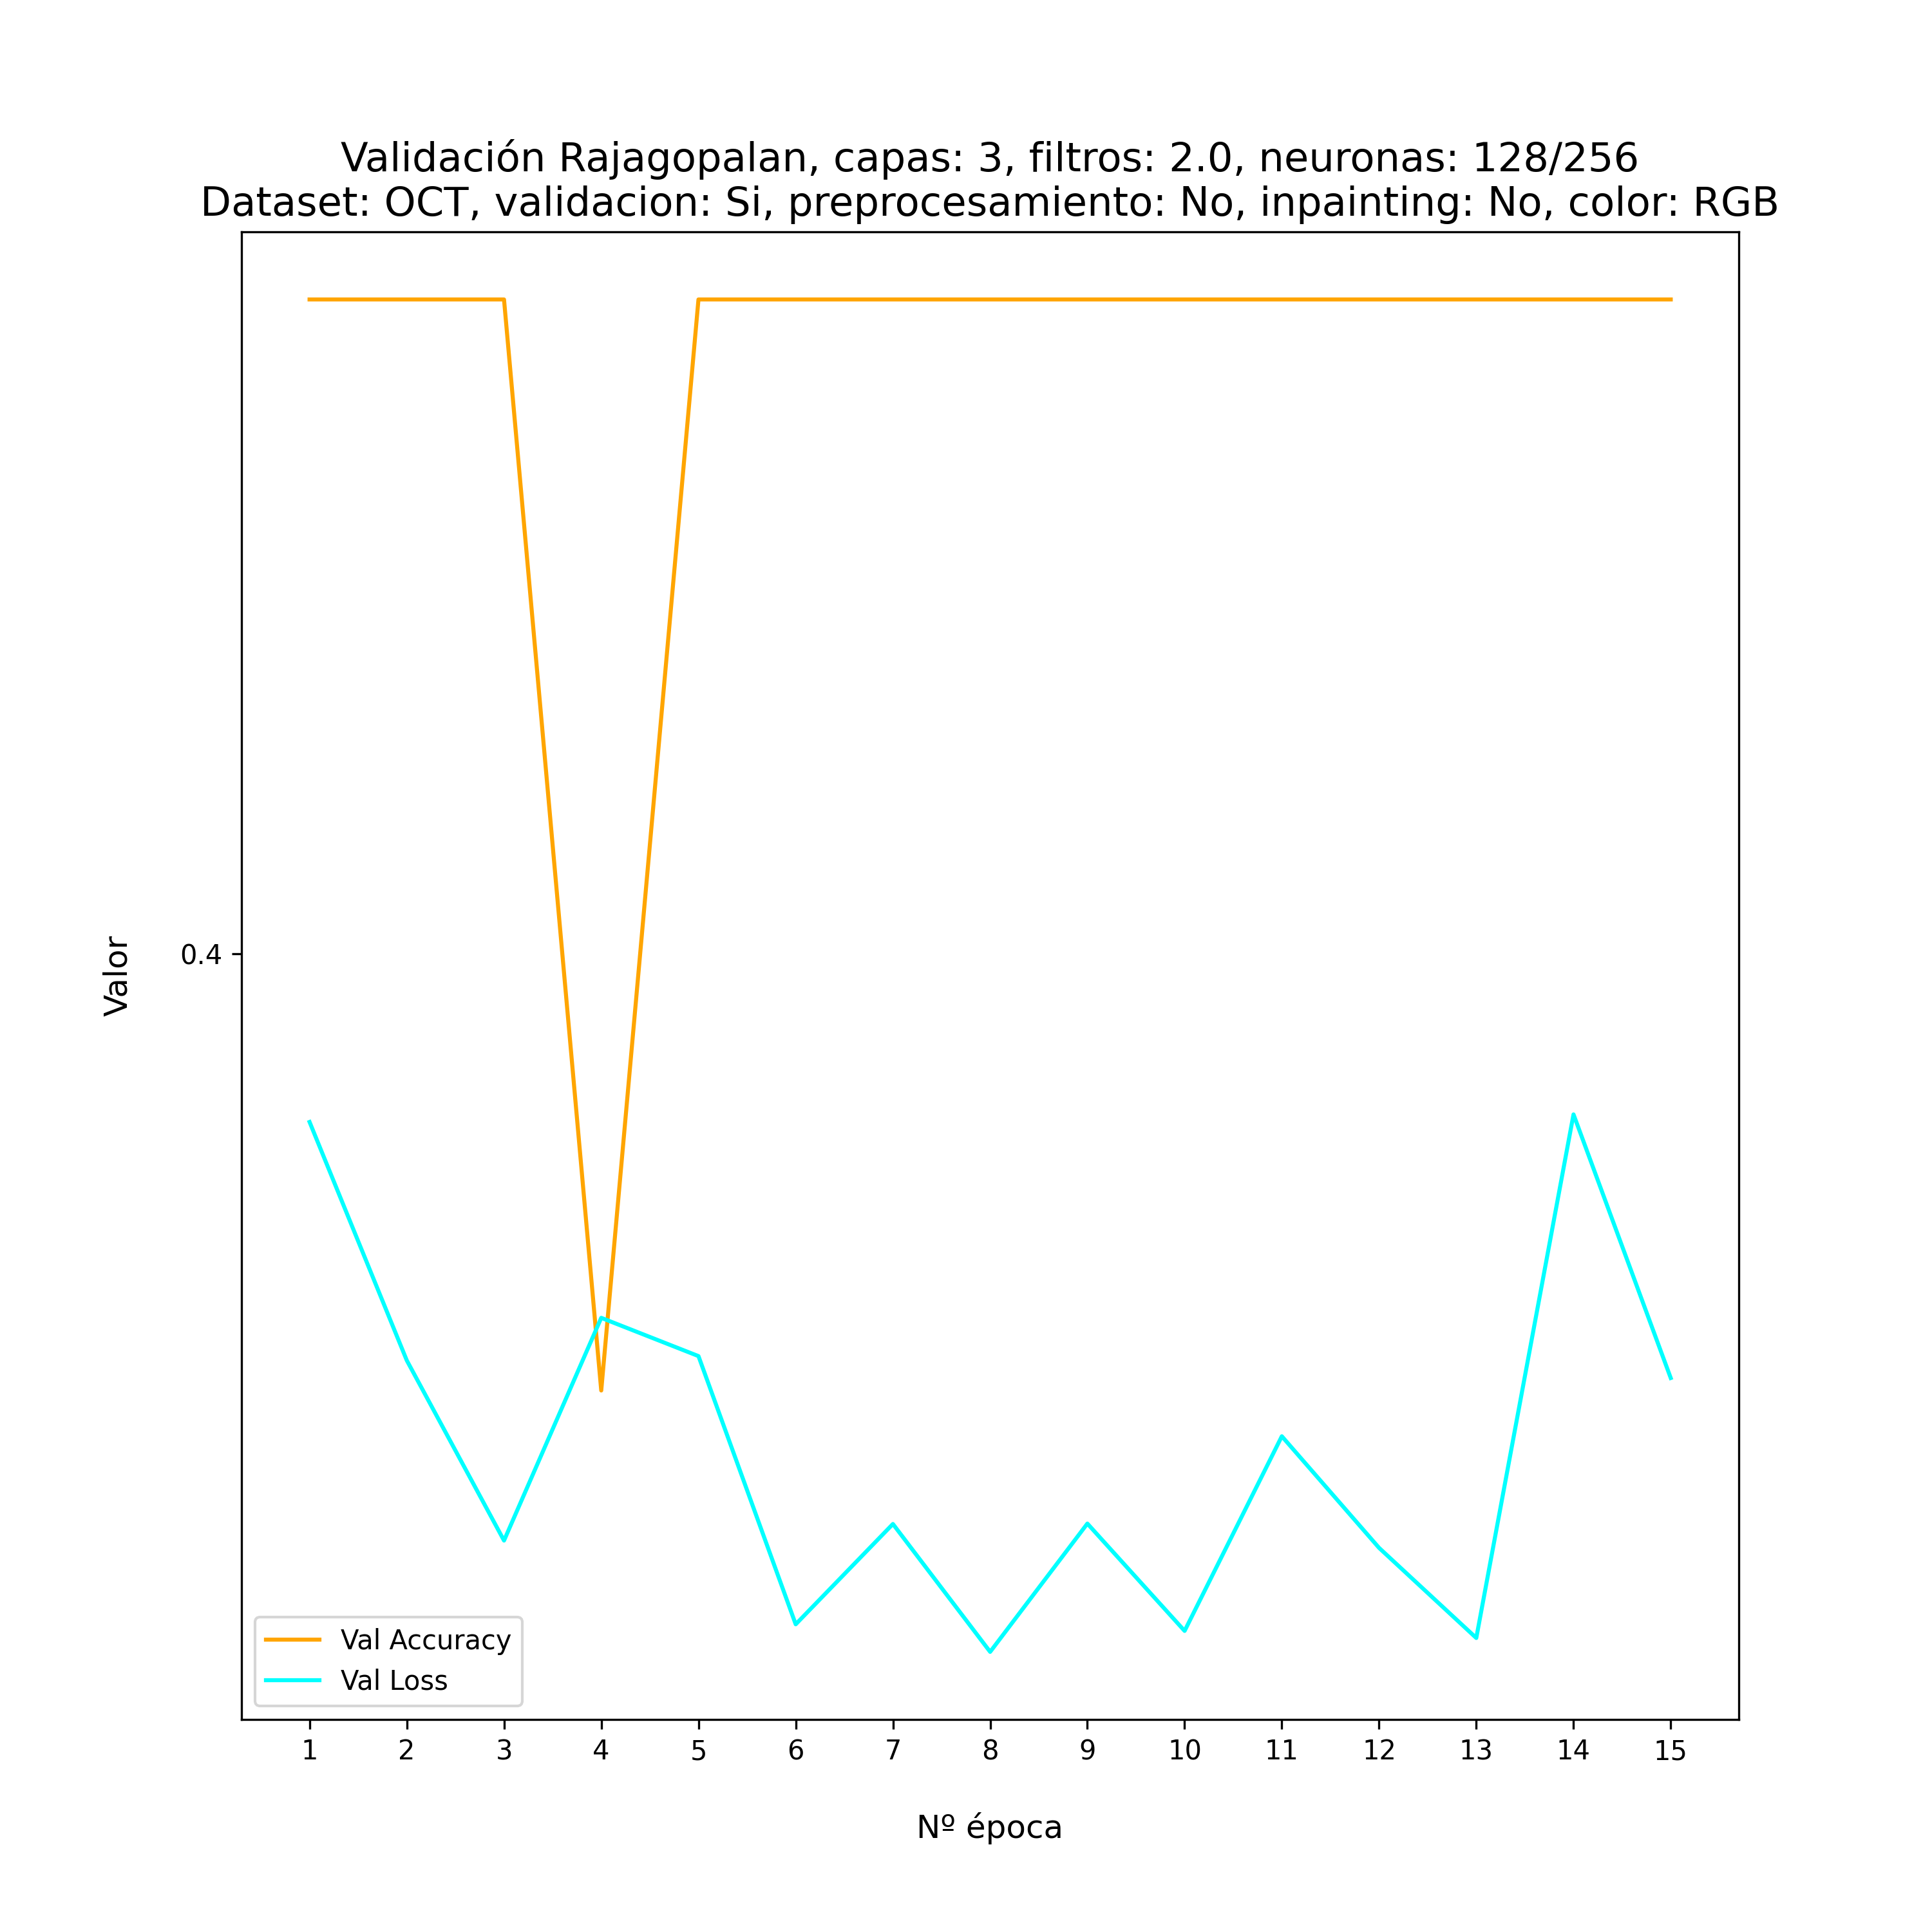 Validación Rajagopalan, capas: 3, filtros: 2.0, neuronas: 128/256
Dataset: OCT, validacion: Si, preprocesamiento: No, inpainting: No, color: RGB
Valor
0.4
Val Accuracy
Val Loss
1 2 3 4 5 6 7 8 9 10 11 12 13 14 15
Nº época